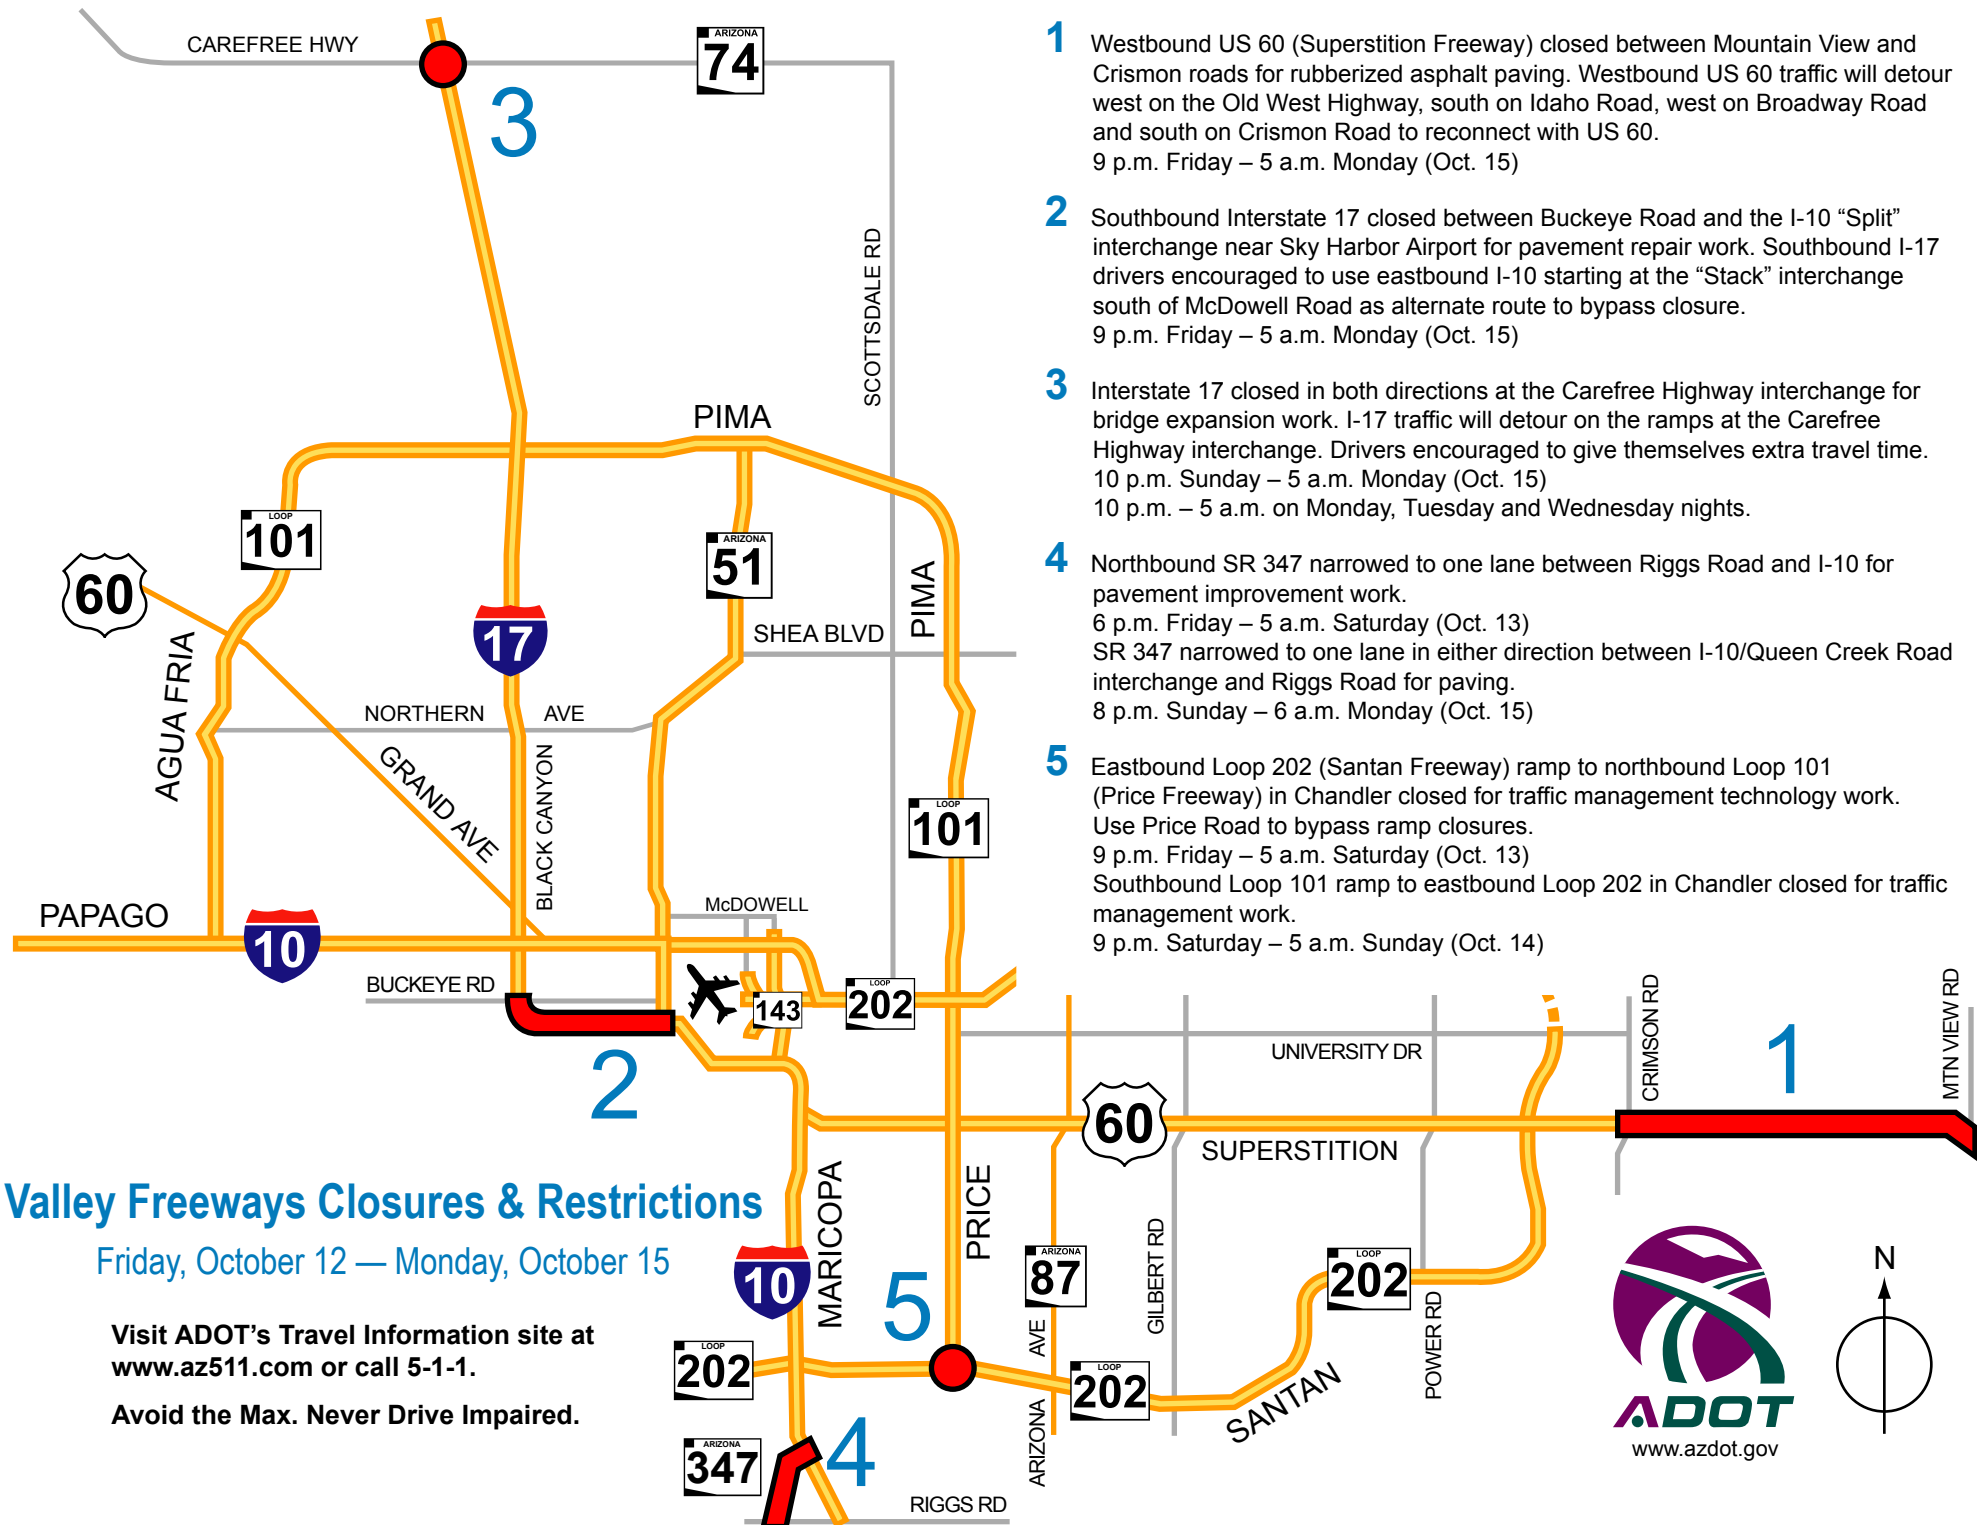 CAREFREE HWY
ARIZONA
74
3
SCOTTSDALE RD
PIMA
LOOP
101
ARIZONA
51
60
PIMA
17
SHEA BLVD
AGUA FRIA
NORTHERN AVE
GRAND AVE
BLACK CANYON
LOOP
101
PAPAGO
10
McDOWELL
BUCKEYE RD
143
LOOP
202
2
UNIVERSITY DR
CRIMSON RD
MTN VIEW RD
1
60
SUPERSTITION
MARICOPA
PRICE
10
5
ARIZONA
87
GILBERT RD
LOOP
202
POWER RD
LOOP
202
ARIZONA AVE
LOOP
202
SANTAN
ARIZONA
347
4
RIGGS RD
1 Westbound US 60 (Superstition Freeway) closed between Mountain View and
Crismon roads for rubberized asphalt paving. Westbound US 60 traffic will detour
west on the Old West Highway, south on Idaho Road, west on Broadway Road
and south on Crismon Road to reconnect with US 60.
9 p.m. Friday – 5 a.m. Monday (Oct. 15)
2 Southbound Interstate 17 closed between Buckeye Road and the I-10 “Split”
interchange near Sky Harbor Airport for pavement repair work. Southbound I-17
drivers encouraged to use eastbound I-10 starting at the “Stack” interchange
south of McDowell Road as alternate route to bypass closure.
9 p.m. Friday – 5 a.m. Monday (Oct. 15)
3 Interstate 17 closed in both directions at the Carefree Highway interchange for
bridge expansion work. I-17 traffic will detour on the ramps at the Carefree
Highway interchange. Drivers encouraged to give themselves extra travel time.
10 p.m. Sunday – 5 a.m. Monday (Oct. 15)
10 p.m. – 5 a.m. on Monday, Tuesday and Wednesday nights.
4 Northbound SR 347 narrowed to one lane between Riggs Road and I-10 for
pavement improvement work.
6 p.m. Friday – 5 a.m. Saturday (Oct. 13)
SR 347 narrowed to one lane in either direction between I-10/Queen Creek Road
interchange and Riggs Road for paving.
8 p.m. Sunday – 6 a.m. Monday (Oct. 15)
5 Eastbound Loop 202 (Santan Freeway) ramp to northbound Loop 101
(Price Freeway) in Chandler closed for traffic management technology work.
Use Price Road to bypass ramp closures.
9 p.m. Friday – 5 a.m. Saturday (Oct. 13)
Southbound Loop 101 ramp to eastbound Loop 202 in Chandler closed for traffic
management work.
9 p.m. Saturday – 5 a.m. Sunday (Oct. 14)
Valley Freeways Closures & Restrictions
Friday, October 12 — Monday, October 15
Visit ADOT’s Travel Information site at
www.az511.com or call 5-1-1.
Avoid the Max. Never Drive Impaired.
ADOT
www.azdot.gov
N